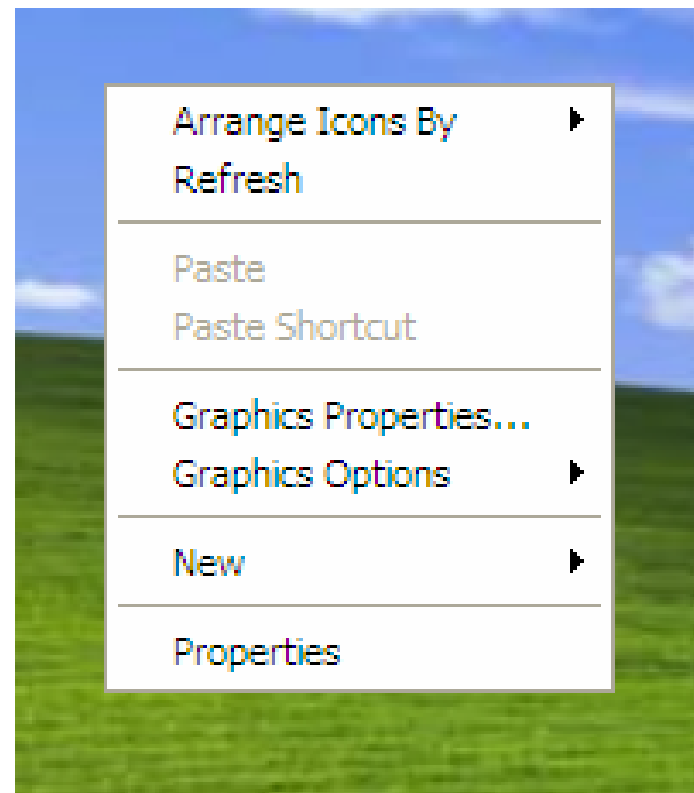 Arrange Icons By
Refresh
Paste
Paste Shortcut
Graphics Properties...
Graphics Options
New
Properties